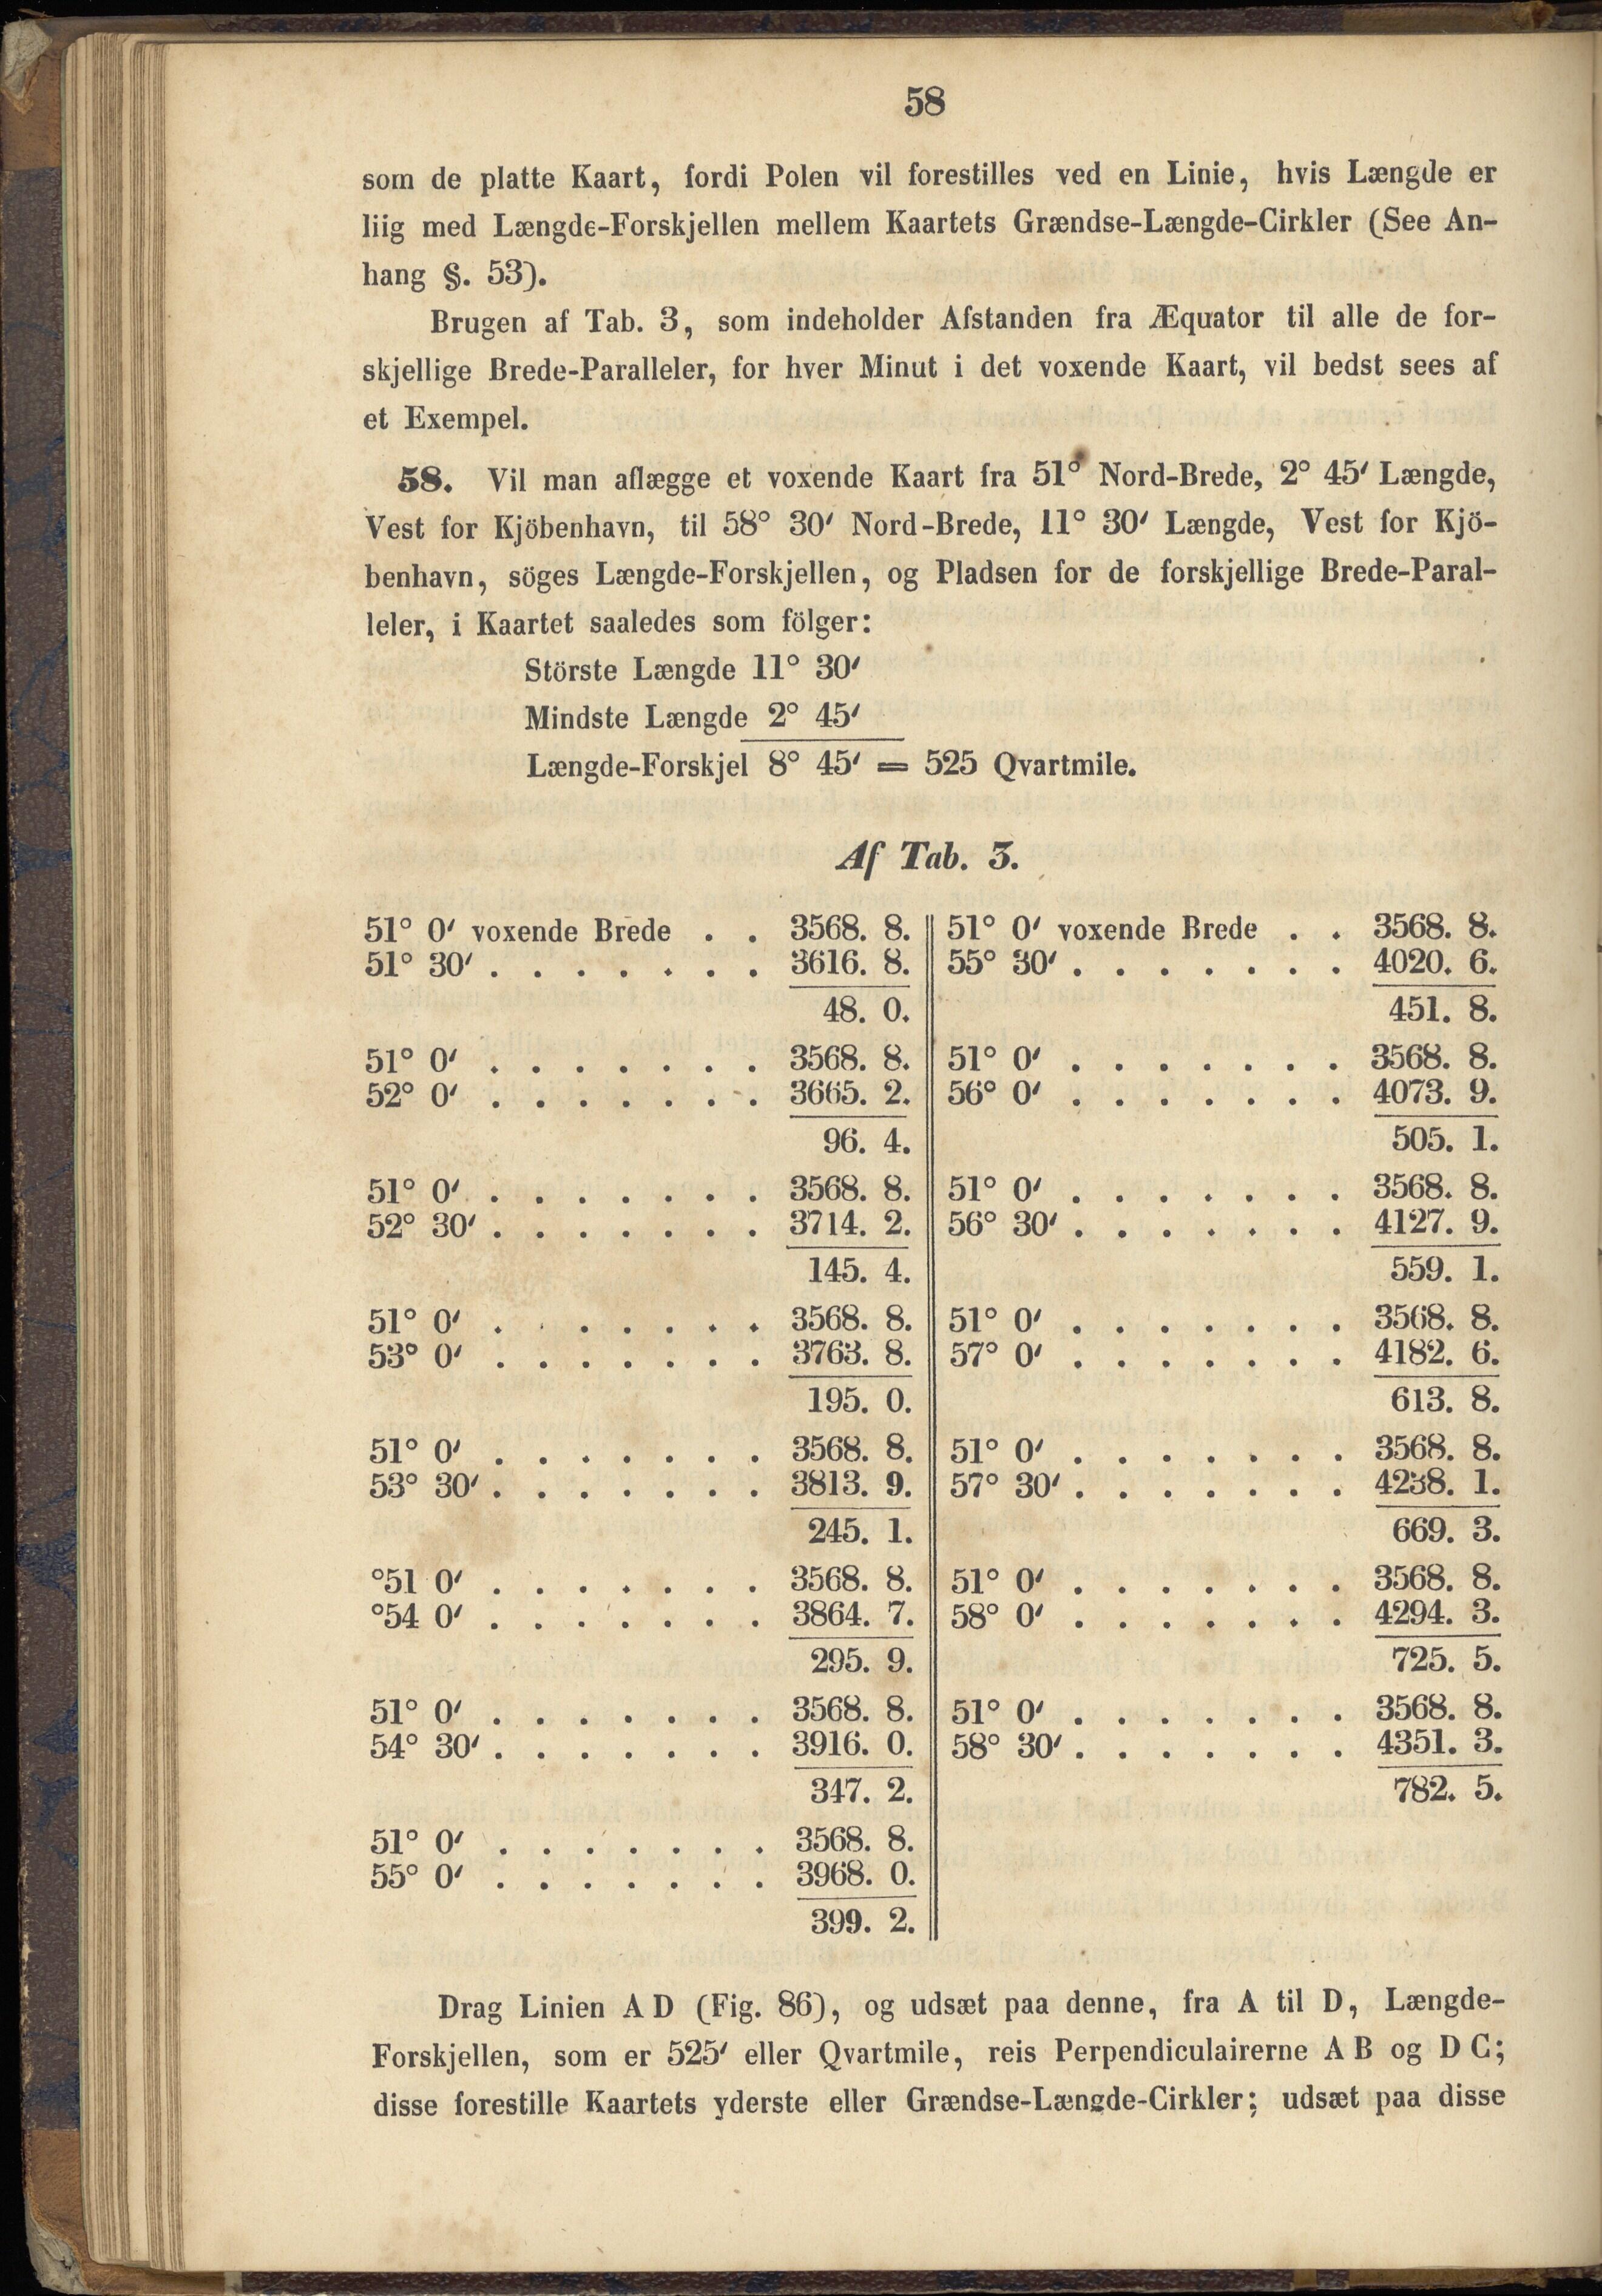 58
som de platte Kaart, fordi Polen vil forestilles ved en Linie, hvis Længde er
liig med Længde-Forskjellen mellem Kaartets Grændse-Længde-Cirkler (See An-
hang §. 53).
Brugen af Tab. 3, som indeholder Afstanden fra Æquator til alle de for-
skjellige Brede-Paralleler, for hver Minut i det voxende Kaart, vil bedst sees af
et Exempel.
58. Vil man aflægge et voxende Kaart fra 51° Nord-Brede, 2° 45′ Længde,
Vest for Kjöbenhavn, til 58° 30′ Nord-Brede, 11° 30′ Længde, Vest for Kjö-
benhavn, söges Længde-Forskjellen, og Pladsen for de forskjellige Brede-Paral-
leler, i Kaartet saaledes som fölger:
Störste Længde 11° 30′
Mindste Længde 2° 45′
Længde-Forskjel 8° 45′ = 525 Qvartmile.
Af Tab. 3.
51° 0′ voxende Brede . . 3568. 8.
51° 30′ . . . . . . . 3616. 8.
48. 0.
51° 0′ . . . . . . . 3568. 8.
52° 0′ . . . . . . . 3665. 2.
96. 4.
51° 0′ . . . . . . . 3568. 8.
52° 30′ . . . . . . . 3714. 2.
145. 4.
51° 0′ . . . . . . . 3568. 8.
53° 0′ . . . . . . . 3763. 8.
195. 0.
51° 0′ . . . . . . . 3568. 8.
53° 30′ . . . . . . . 3813. 9.
245. 1.
°51 0′ . . . . . . . 3568. 8.
°54 0′ . . . . . . . 3864. 7.
295. 9.
51° 0′ . . . . . . . 3568. 8.
54° 30′ . . . . . . . 3916. 0.
347. 2.
51° 0′ . . . . . . . 3568. 8.
55° 0′ . . . . . . . 3968. 0.
399. 2.
51° 0′ voxende Brede . . 3568. 8.
55° 30′ . . . . . . . 4020. 6.
451. 8.
51° 0′ . . . . . . . 3568. 8.
56° 0′ . . . . . . . 4073. 9.
505. 1.
51° 0′ . . . . . . . 3568. 8.
56° 30′ . . . . . . . 4127. 9.
559. 1.
51° 0′ . . . . . . . 3568. 8.
57° 0′ . . . . . . . 4182. 6.
613. 8.
51° 0′ . . . . . . . 3568. 8.
57° 30′ . . . . . . . 4238. 1.
669. 3.
51° 0′ . . . . . . . 3568. 8.
58° 0′ . . . . . . . 4294. 3.
725. 5.
51° 0′ . . . . . . . 3568. 8.
58° 30′ . . . . . . . 4351. 3.
782. 5.
Drag Linien A D (Fig. 86), og udsæt paa denne, fra A til D, Længde-
Forskjellen, som er 525′ eller Qvartmile, reis Perpendiculairerne A B og D C;
disse forestille Kaartets yderste eller Grændse-Længde-Cirkler; udsæt paa disse